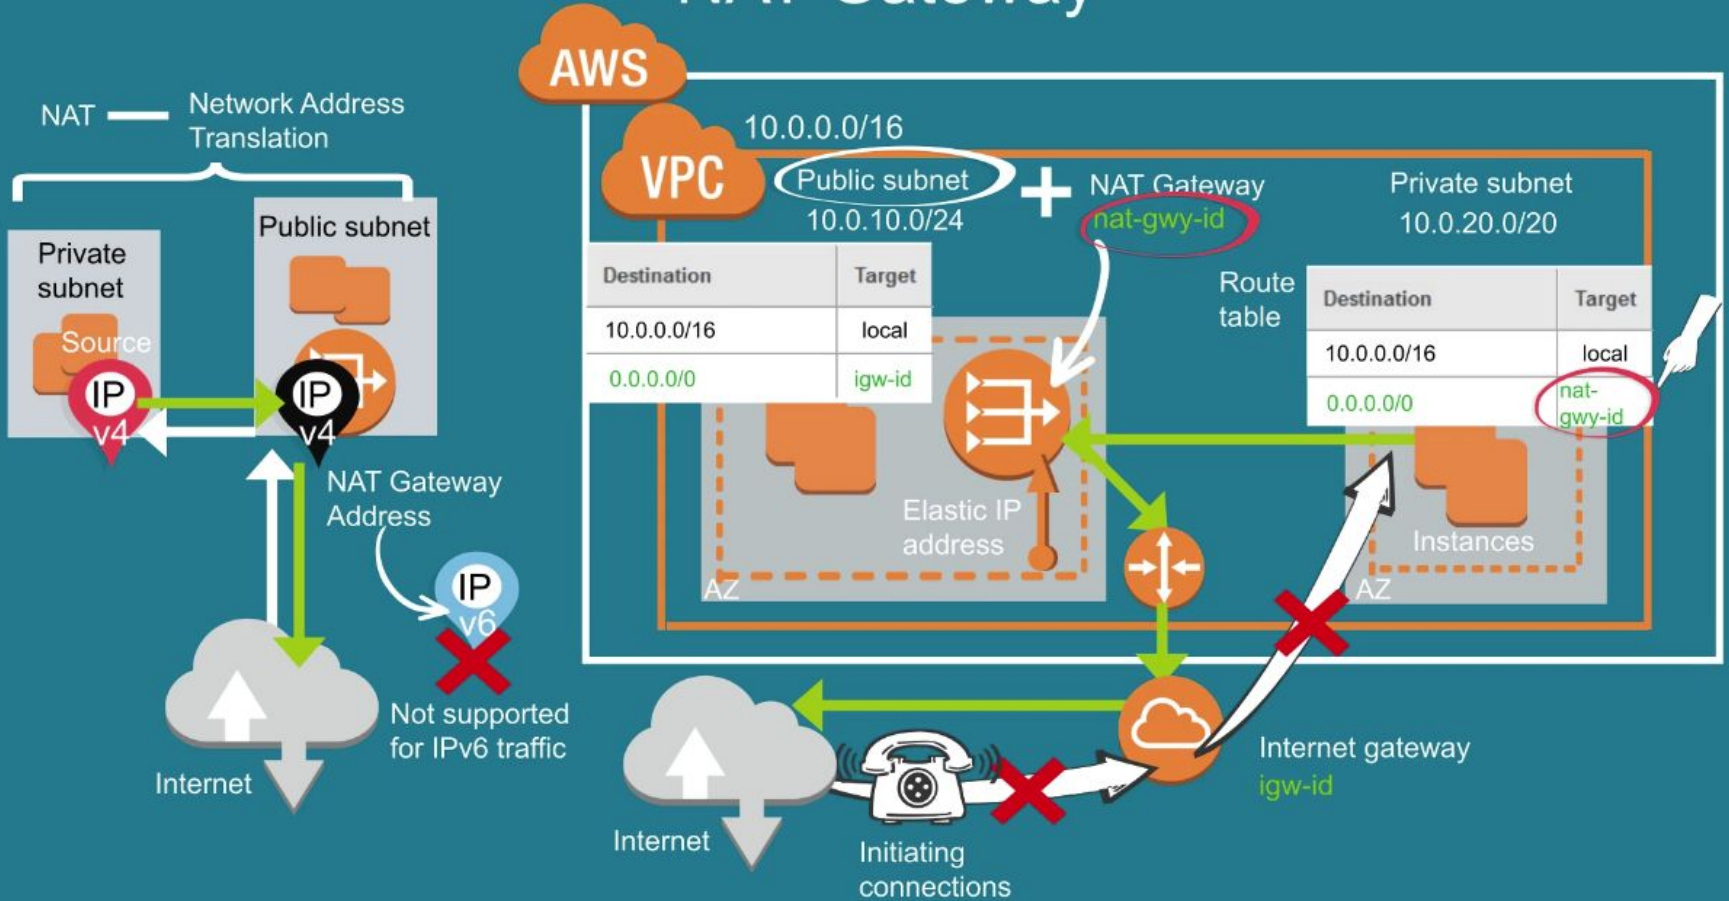 NAT Gateway
AWS
NAT
Network Address
Translation
10.0.0.0/16
VPC
Public subnet
10.0.10.0/24
NAT Gateway
nat-gwy-id
Private subnet
10.0.20.0/20
Private
subnet
Public subnet
Source
IP
v4
IP
v4
NAT Gateway
Address
IP
v6
Not supported
for IPv6 traffic
Internet
Destination Target
10.0.0.0/16 local
0.0.0.0/0 igw-id
Route
table
Destination Target
10.0.0.0/16 local
0.0.0.0/0 nat-
gwy-id
Elastic IP
address
AZ
Instances
AZ
Internet gateway
igw-id
Internet
Initiating
connections